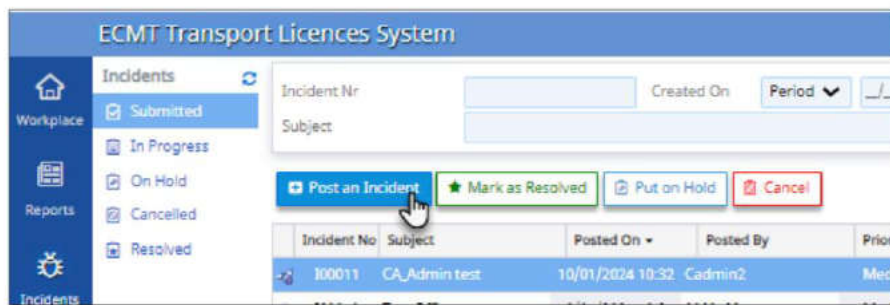 ECMT Transport Licences System
Workplace
Reports
Incidents
Incidents
Submitted
In Progress
On Hold
Cancelled
Resolved
Incident Nr Created On Period
Subject
Post an Incident Mark as Resolved Put on Hold Cancel
Incident No Subject Posted On Posted By
I00011 CA_Admin test 10/01/2024 10:32 Cadmin2